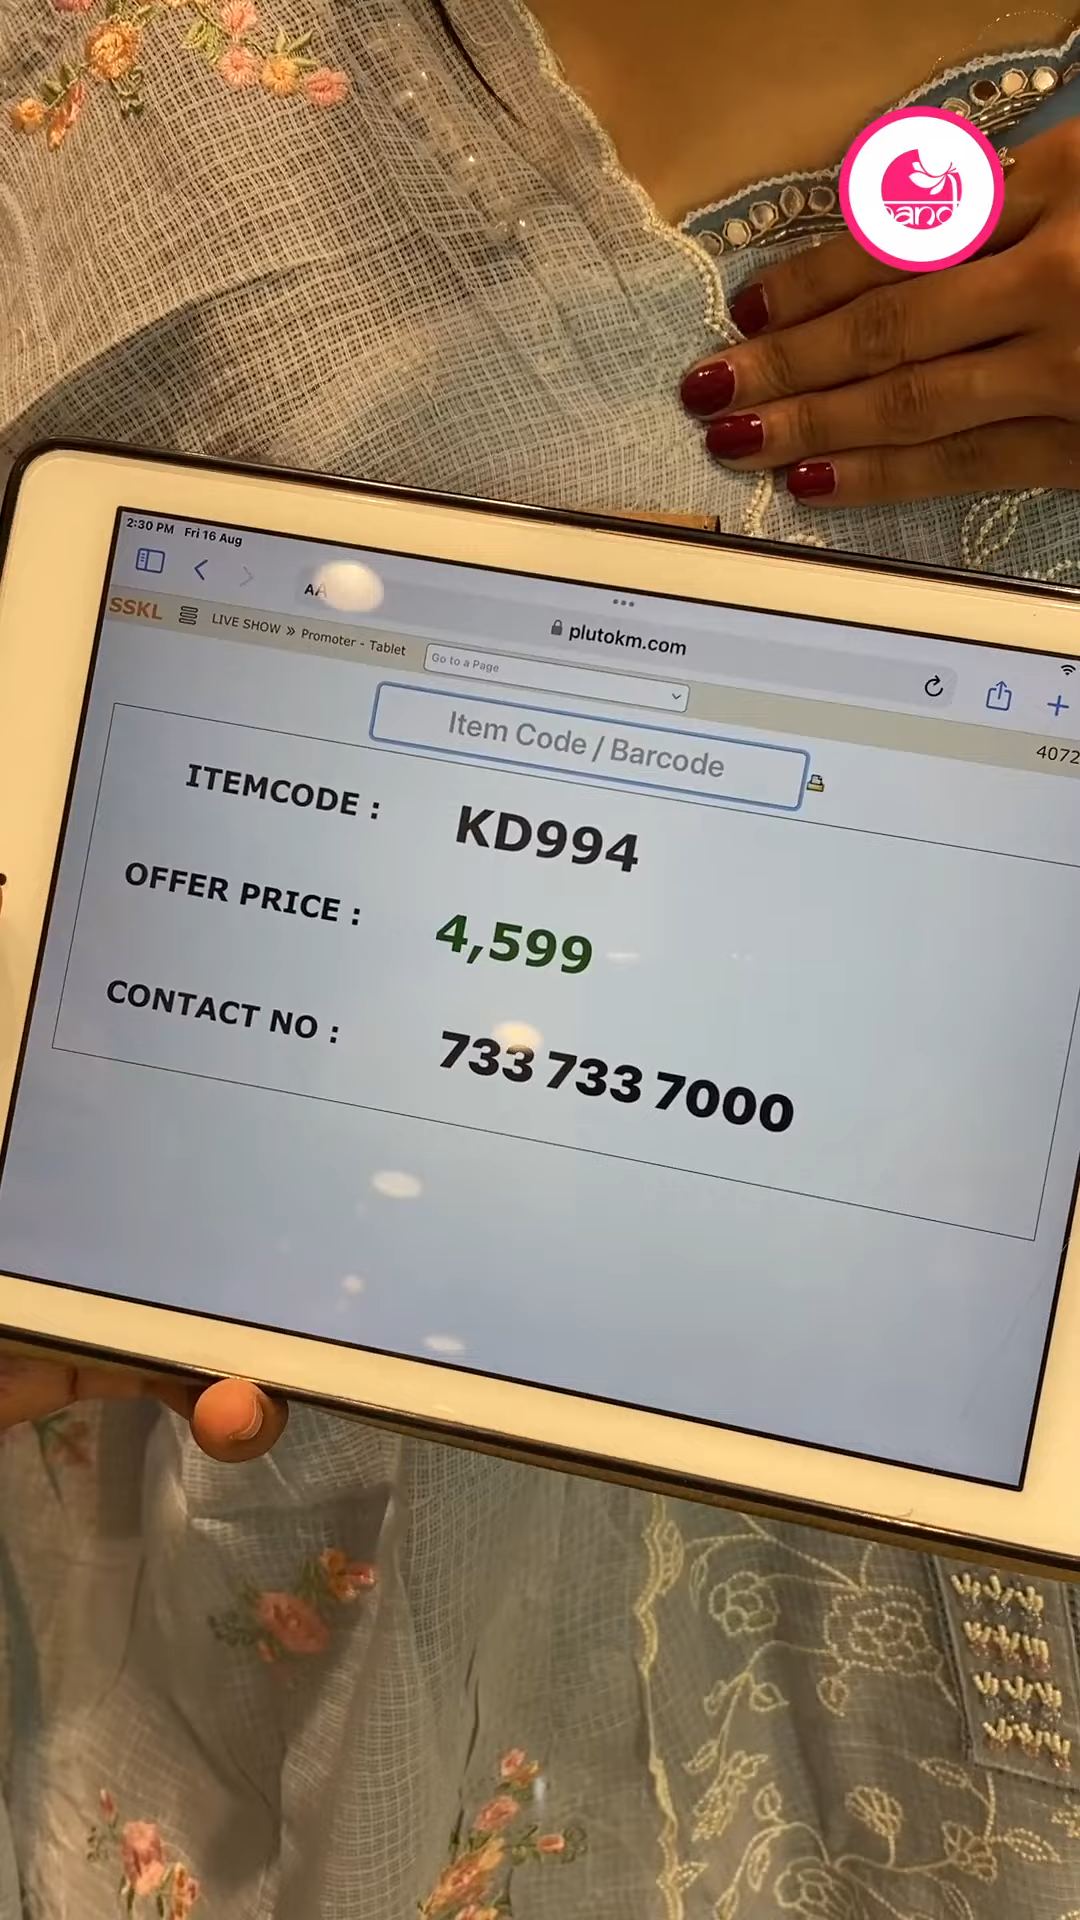 2:30 PM Fri 16 Aug
AA
plutokm.com
SSKL LIVE SHOW » Promoter - Tablet
Go to a Page
4072
Item Code / Barcode
ITEMCODE : KD994
OFFER PRICE : 4,599
CONTACT NO : 733 733 7000